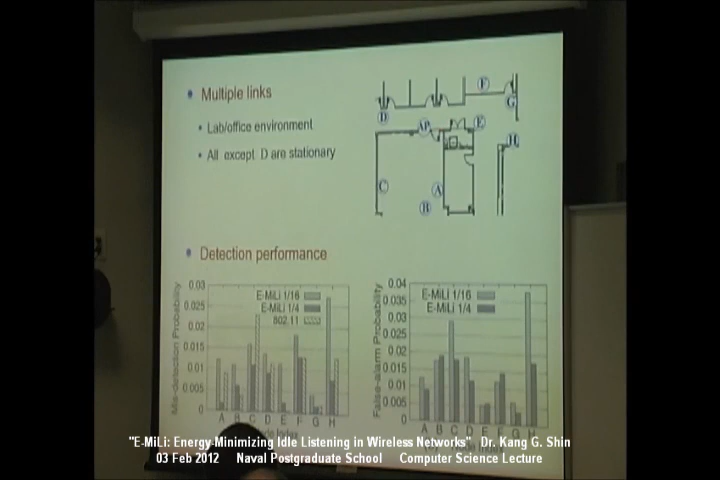 Multiple links
Lab/office environment
All except D are stationary
F
G
D
AP
E
H
C
A
B
Detection performance
Mis-detection Probability
0.03
0.025
0.02
0.015
0.01
0.005
0
E-MiLi 1/16
E-MiLi 1/4
802.11
A B C D E F G H
False-alarm Probability
0.04
0.035
0.03
0.025
0.02
0.015
0.01
0.005
0
E-MiLi 1/16
E-MiLi 1/4
A B C D E F G H
"E-MiLi: Energy-Minimizing Idle Listening in Wireless Networks" Dr. Kang G. Shin
03 Feb 2012 Naval Postgraduate School Computer Science Lecture